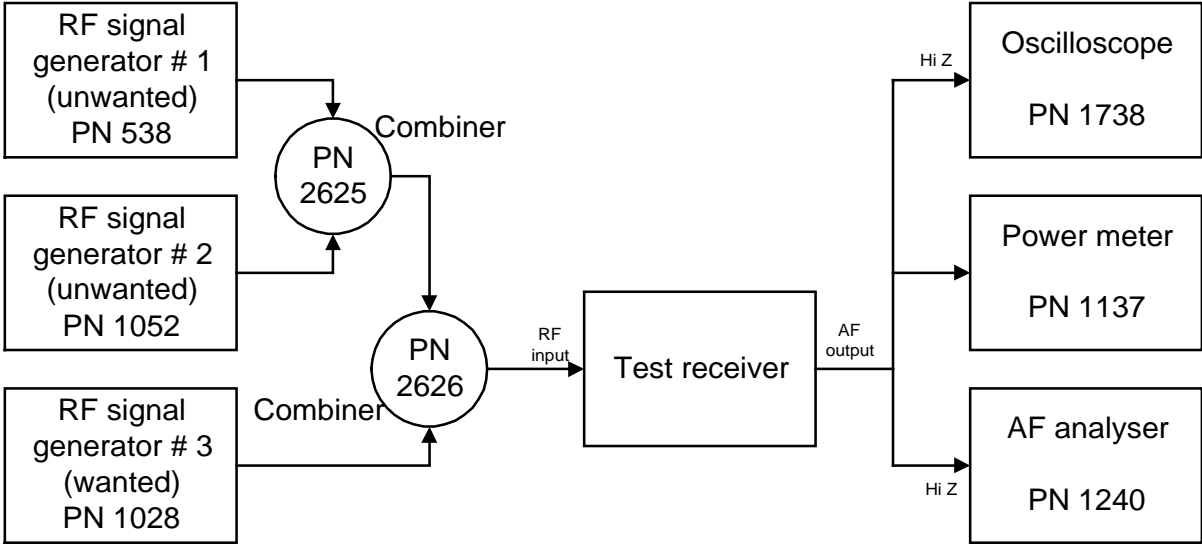 RF signal
generator # 1
(unwanted)
PN 538
Combiner
PN
2625
RF signal
generator # 2
(unwanted)
PN 1052
RF signal
generator # 3
(wanted)
PN 1028
Combiner
PN
2626
RF
input
Test receiver
AF
output
Hi Z
Oscilloscope
PN 1738
Power meter
PN 1137
Hi Z
AF analyser
PN 1240